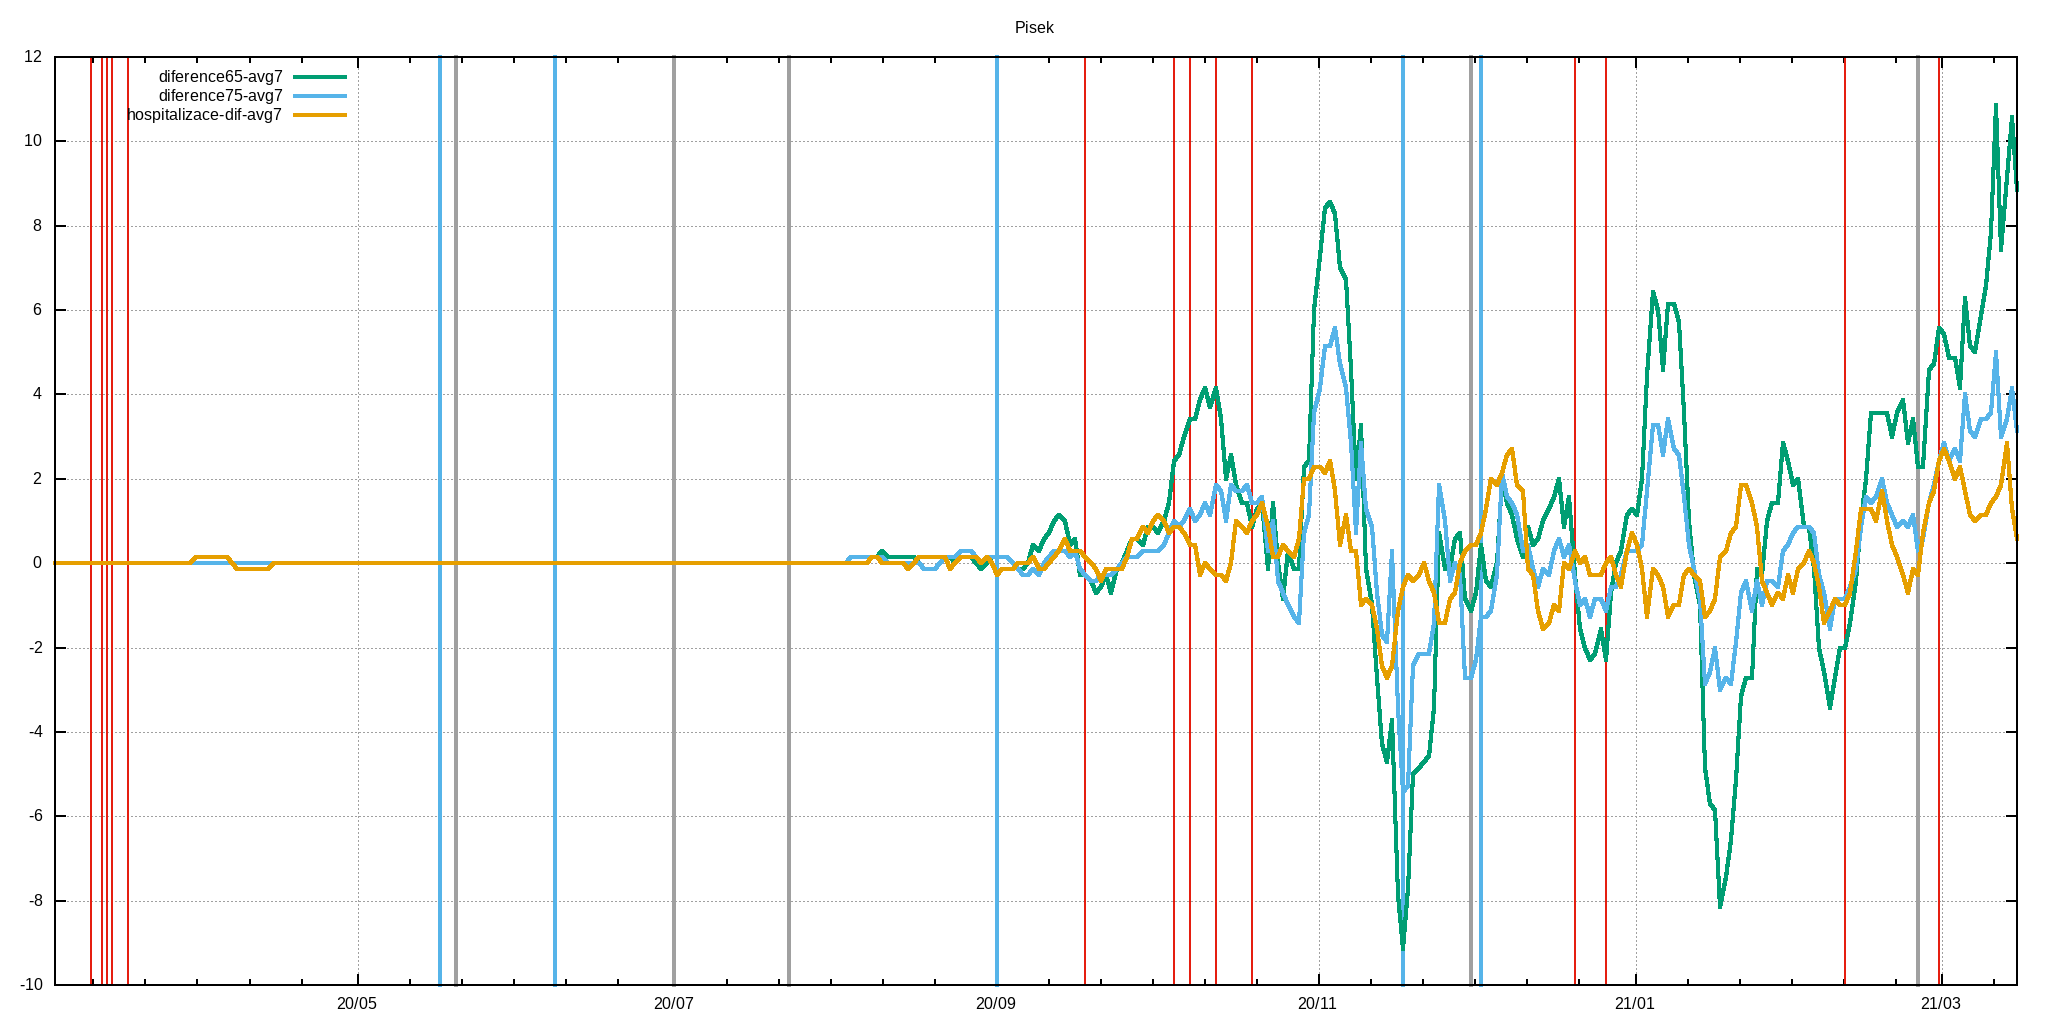 Pisek
diference65-avg7
diference75-avg7
hospitalizace-dif-avg7
12
10
8
6
4
2
0
-2
-4
-6
-8
-10
20/05 20/07 20/09 20/11 21/01 21/03